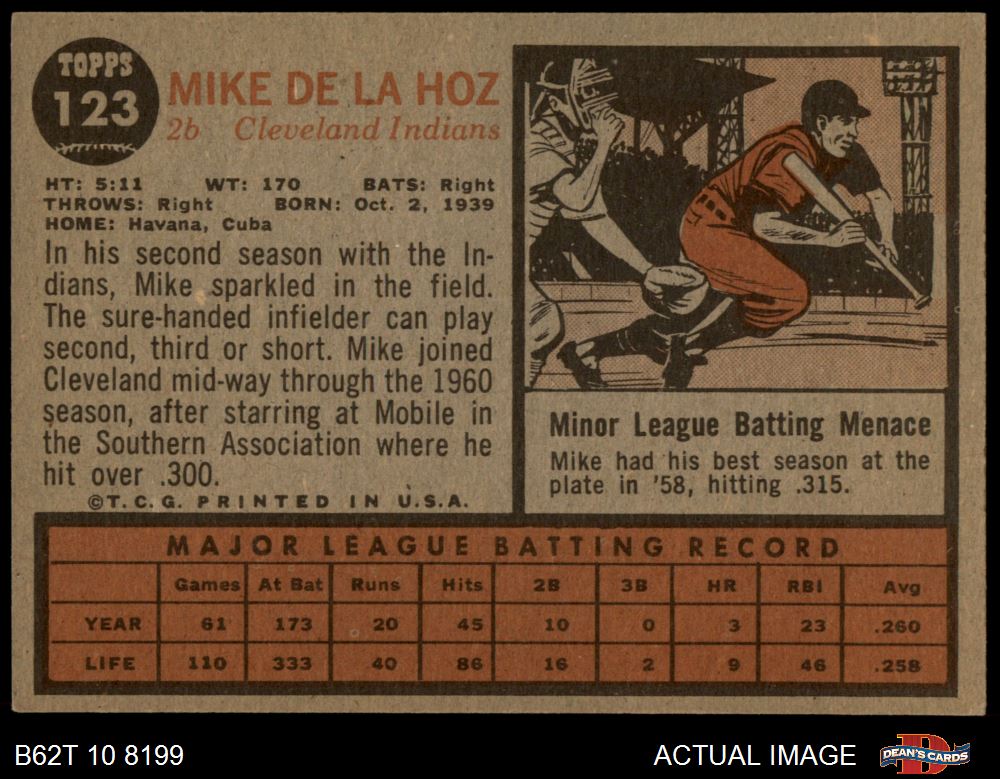 TOPPS
123
MIKE DE LA HOZ
2b Cleveland Indians
HT: 5:11 WT: 170 BATS: Right
THROWS: Right BORN: Oct. 2, 1939
HOME: Havana, Cuba
In his second season with the In-
dians, Mike sparkled in the field.
The sure-handed infielder can play
second, third or short. Mike joined
Cleveland mid-way through the 1960
season, after starring at Mobile in
the Southern Association where he
hit over .300.
©T.C.G. PRINTED IN U.S.A.
Minor League Batting Menace
Mike had his best season at the
plate in '58, hitting .315.
MAJOR LEAGUE BATTING RECORD
Games At Bat Runs Hits 2B 3B HR RBI Avg
YEAR 61 173 20 45 10 0 3 23 .260
LIFE 110 333 40 86 16 2 9 46 .258
B62T 10 8199
ACTUAL IMAGE
DEAN'S CARDS